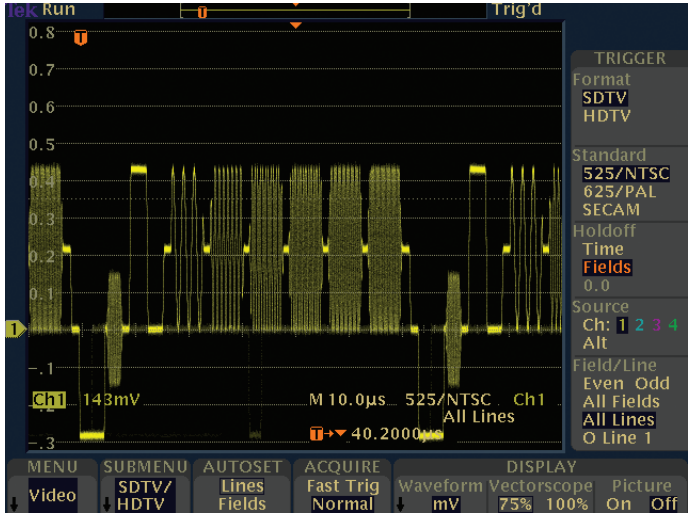 Tek Run
Trig'd
T
T
0.8
0.7
0.6
0.5
0.4
0.3
0.2
0.1
1
-.1
-.3
Ch1 143mV
M 10.0µs 525/NTSC Ch1
All Lines
T→▼ 40.2000µs
TRIGGER
Format
SDTV
HDTV
Standard
525/NTSC
625/PAL
SECAM
Holdoff
Time
Fields
0.0
Source
Ch: 1 2 3 4
Alt
Field/Line
Even Odd
All Fields
All Lines
O Line 1
MENU
Video
SUBMENU
SDTV/
HDTV
AUTOSET
Lines
Fields
ACQUIRE
Fast Trig
Normal
DISPLAY
Waveform Vectorscope Picture
mV 75% 100% On Off